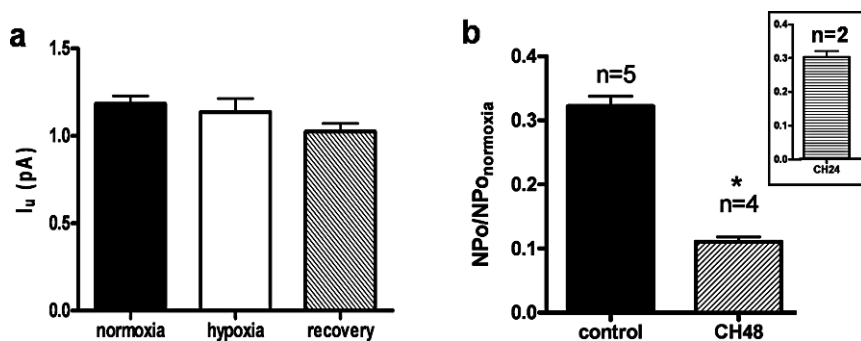 a
1.5
1.0
0.5
0.0
I_u (pA)
normoxia
hypoxia
recovery
b
0.4
0.3
0.2
0.1
0.0
NPo/NPo_normoxia
n=5
*
n=4
control
CH48
0.4
0.3
0.2
0.1
0.0
n=2
CH24